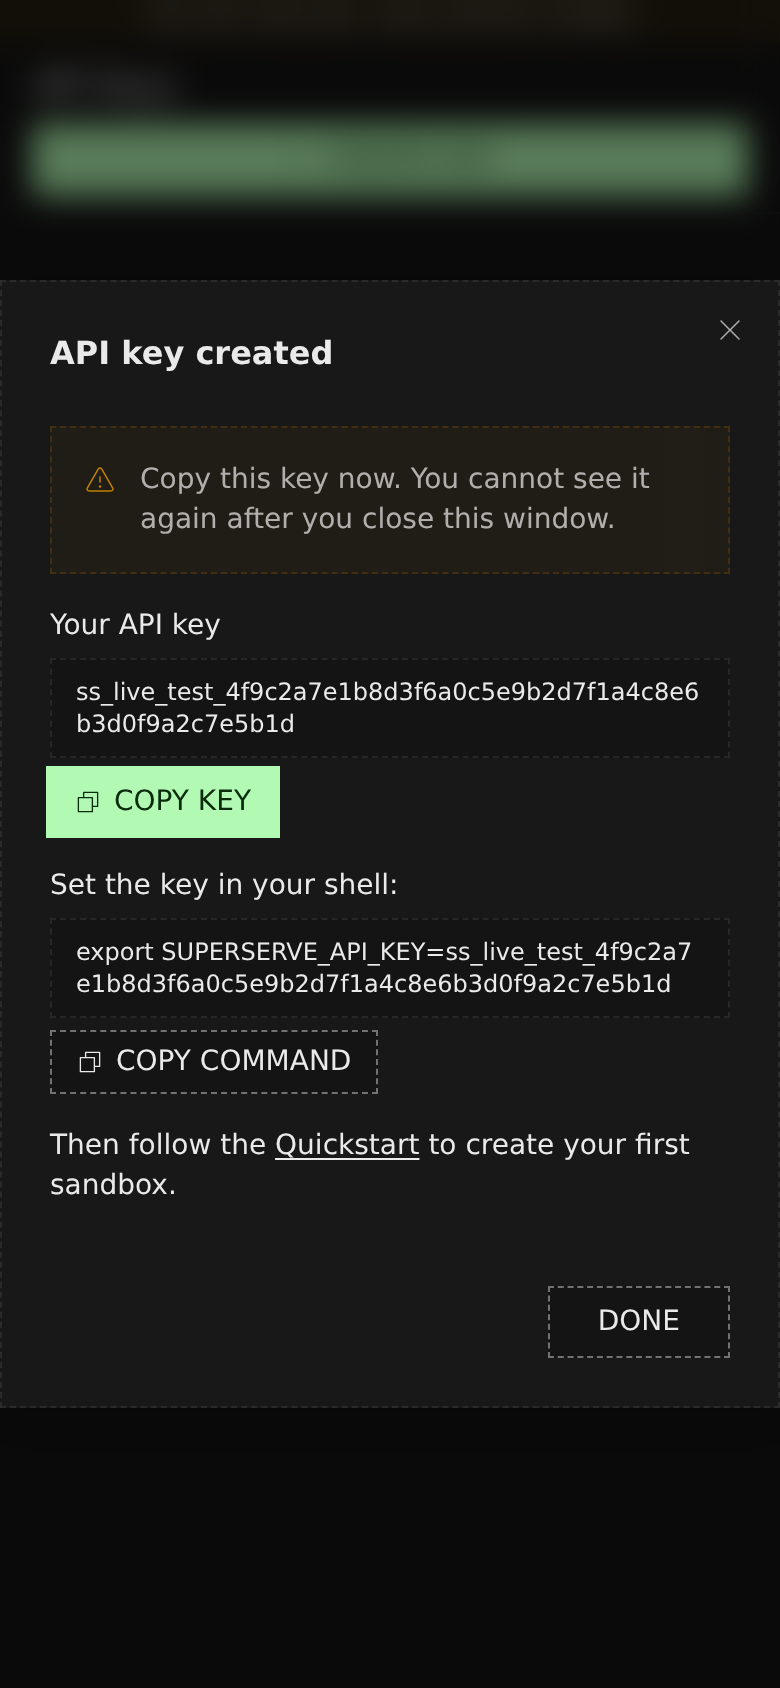 API key created
Copy this key now. You cannot see it
again after you close this window.
Your API key
ss_live_test_4f9c2a7e1b8d3f6a0c5e9b2d7f1a4c8e6
b3d0f9a2c7e5b1d
COPY KEY
Set the key in your shell:
export SUPERSERVE_API_KEY=ss_live_test_4f9c2a7
e1b8d3f6a0c5e9b2d7f1a4c8e6b3d0f9a2c7e5b1d
COPY COMMAND
Then follow the Quickstart to create your first
sandbox.
DONE